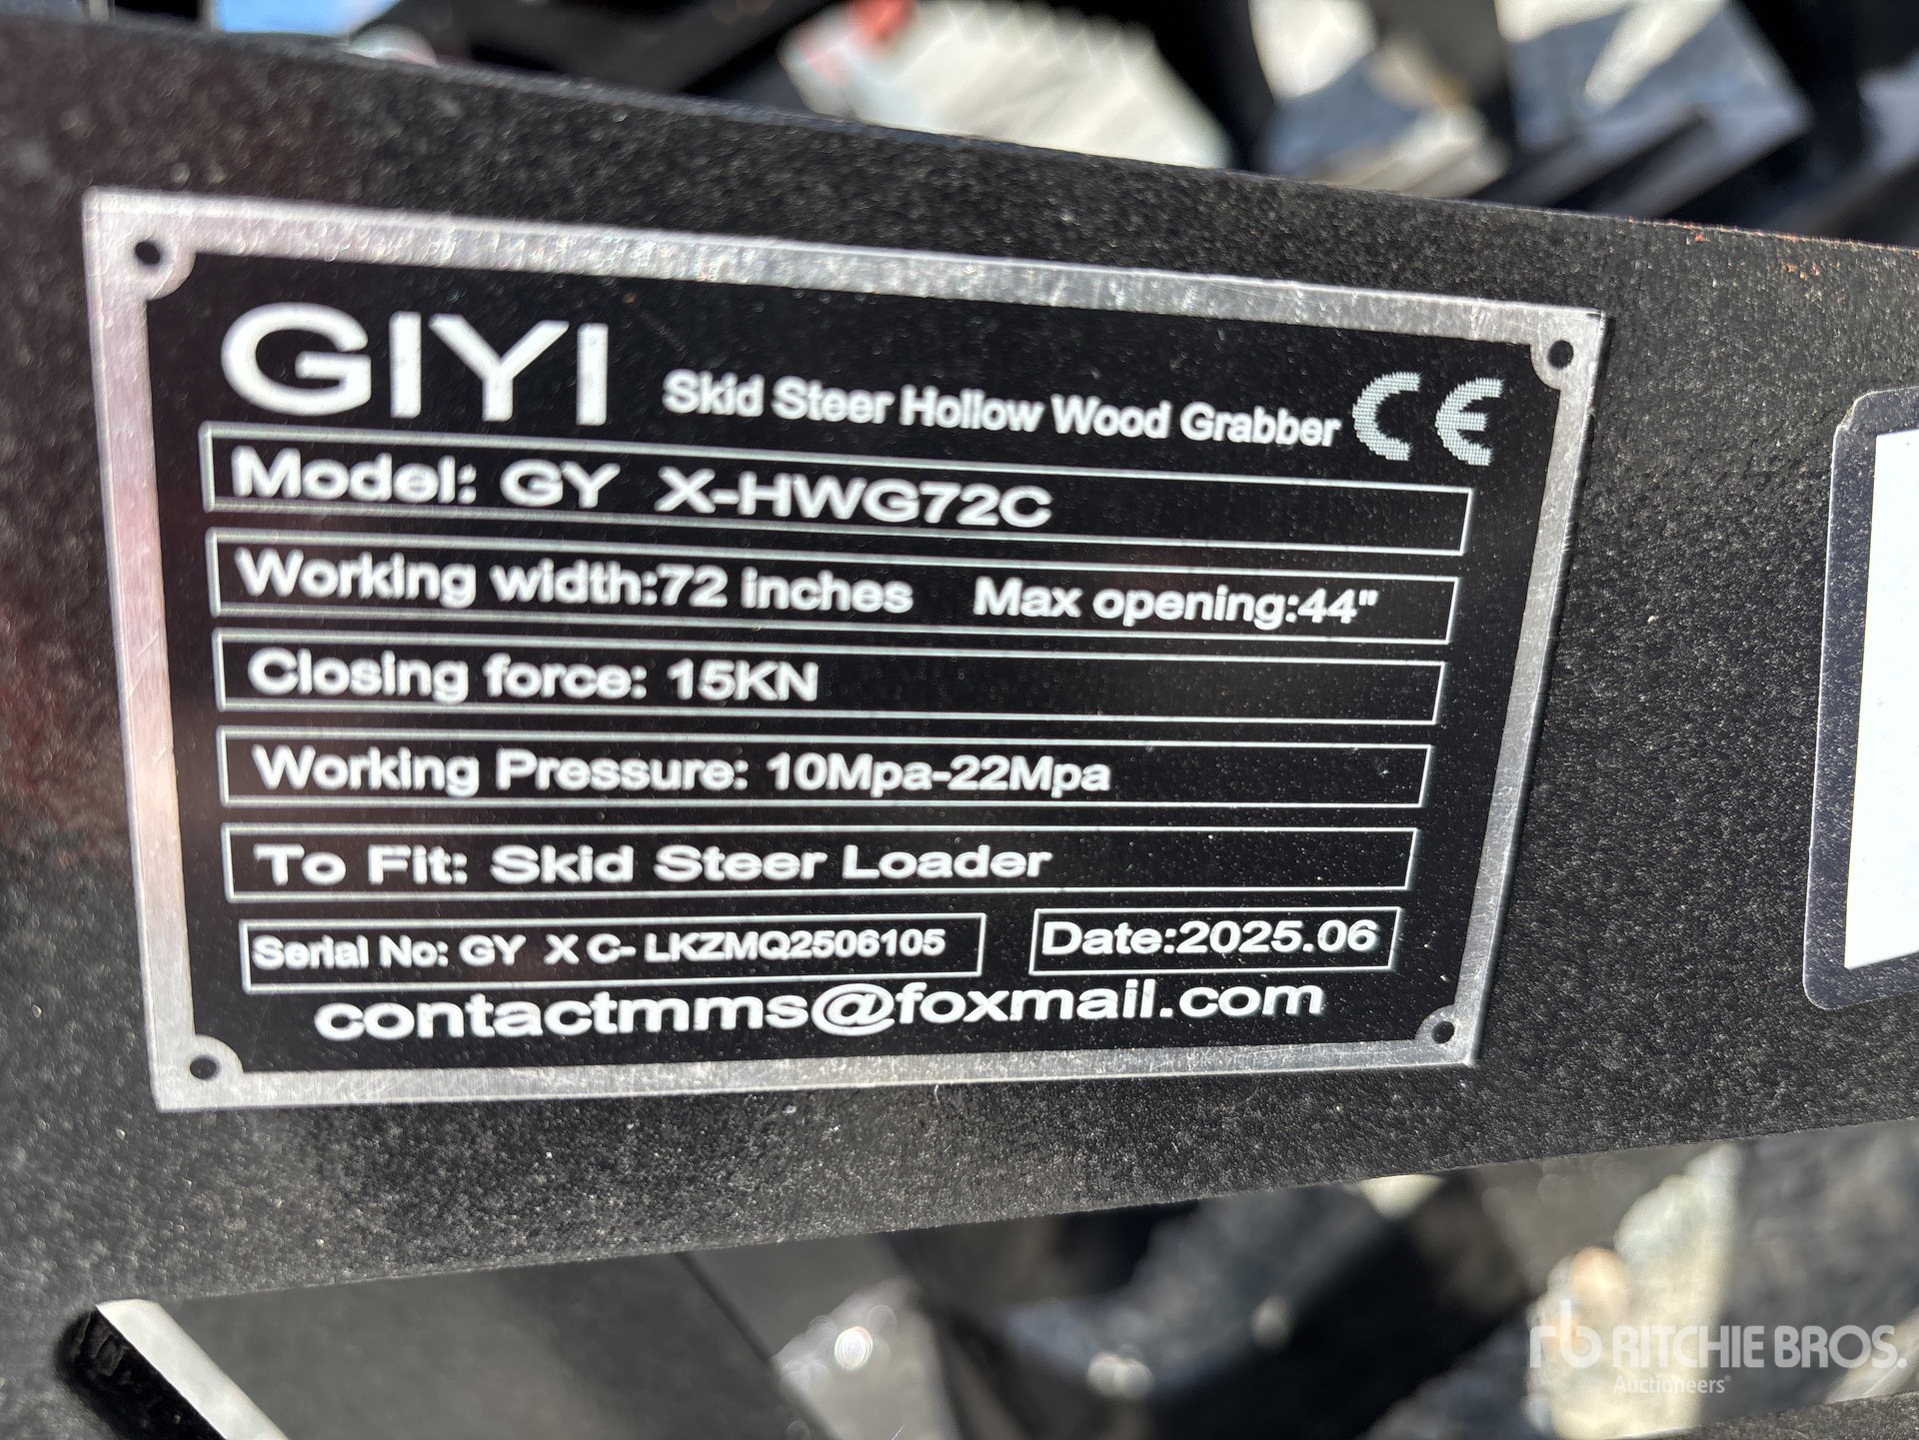 GIYI Skid Steer Hollow Wood Grabber CE
Model: GY X-HWG72C
Working width:72 inches Max opening:44"
Closing force: 15KN
Working Pressure: 10Mpa-22Mpa
To Fit: Skid Steer Loader
Serial No: GY X C- LKZMQ2506105 Date:2025.06
contactmms@foxmail.com
rb RITCHIE BROS.
Auctioneers